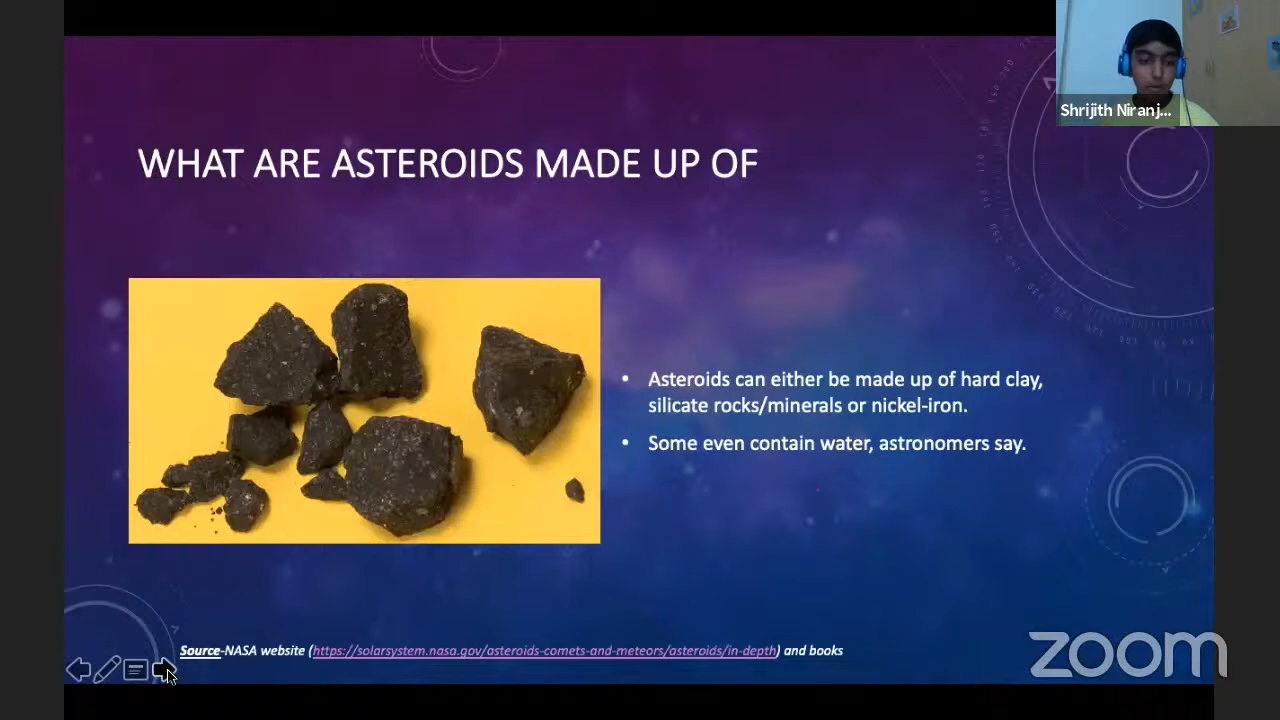 Shrijith Niranj...
WHAT ARE ASTEROIDS MADE UP OF
• Asteroids can either be made up of hard clay,
silicate rocks/minerals or nickel-iron.
• Some even contain water, astronomers say.
Source-NASA website (https://solarsystem.nasa.gov/asteroids-comets-and-meteors/asteroids/in-depth) and books
zoom